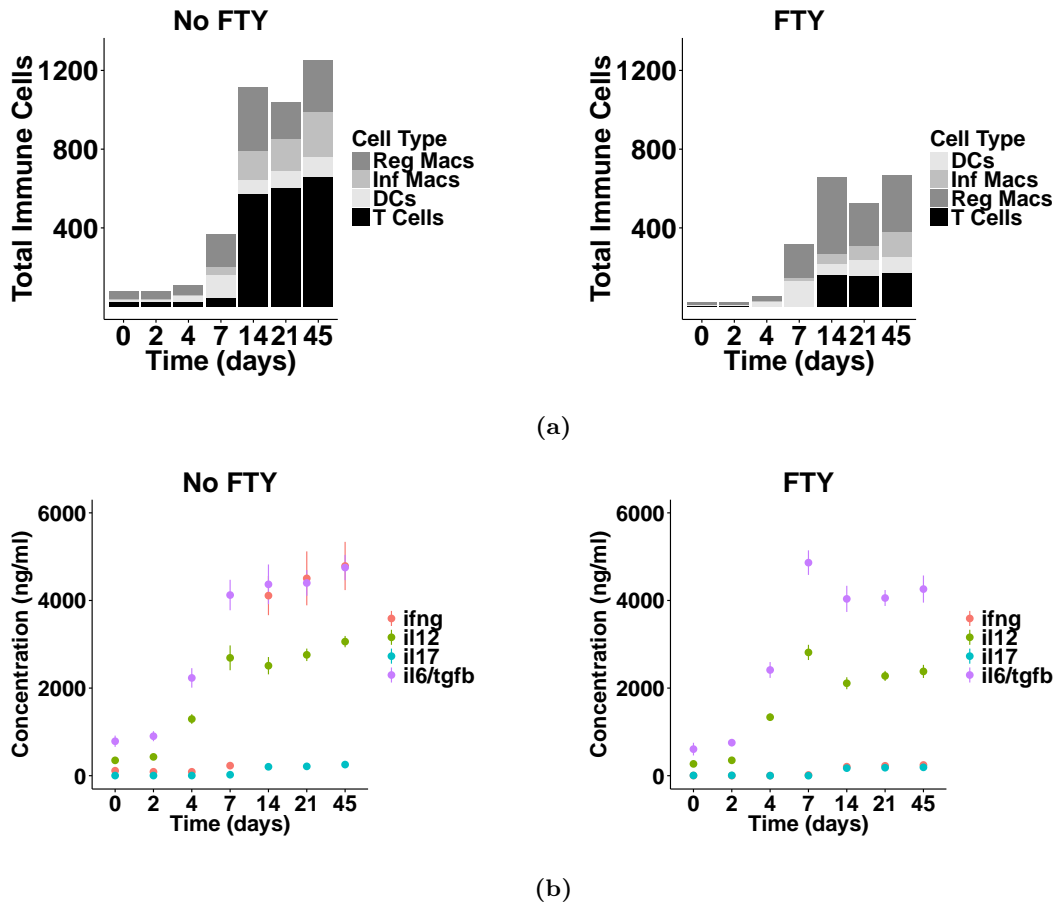 No FTY
Total Immune Cells
1200
800
400
0 2 4 7 14 21 45
Time (days)
Cell Type
Reg Macs
Inf Macs
DCs
T Cells
FTY
Total Immune Cells
1200
800
400
0 2 4 7 14 21 45
Time (days)
Cell Type
DCs
Inf Macs
Reg Macs
T Cells
(a)
No FTY
Concentration (ng/ml)
6000
4000
2000
0
0 2 4 7 14 21 45
Time (days)
ifng
il12
il17
il6/tgfb
FTY
Concentration (ng/ml)
6000
4000
2000
0
0 2 4 7 14 21 45
Time (days)
ifng
il12
il17
il6/tgfb
(b)